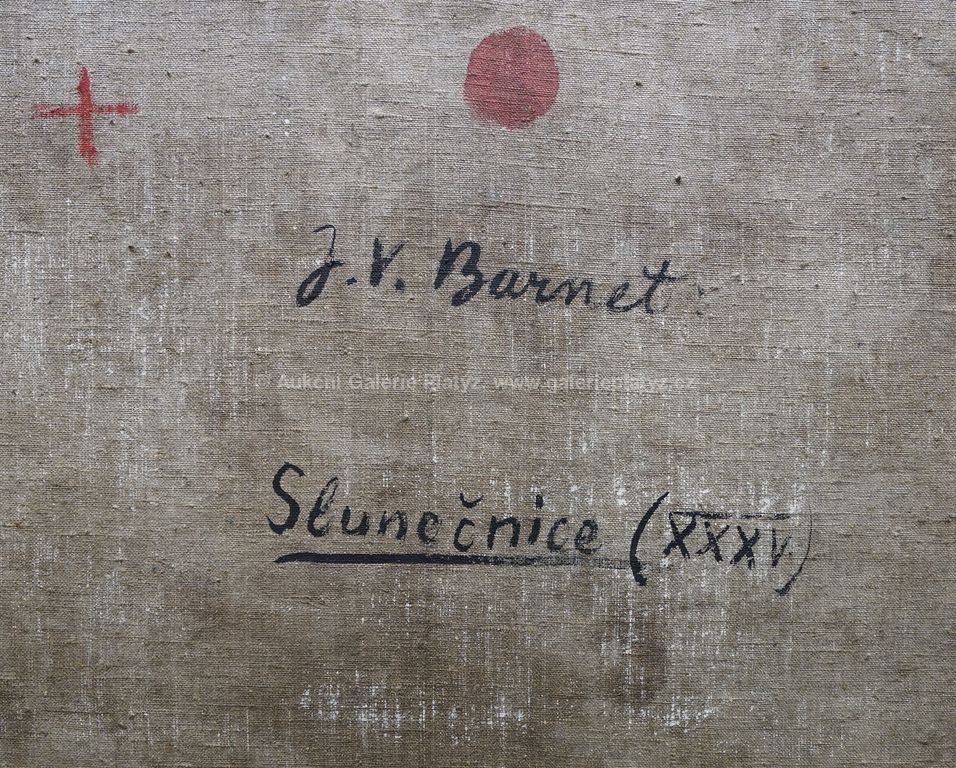 J. V. Barnet
© Aukční Galerie Platýz www.galerieplatyz.cz
Slunečnice (XXXV)